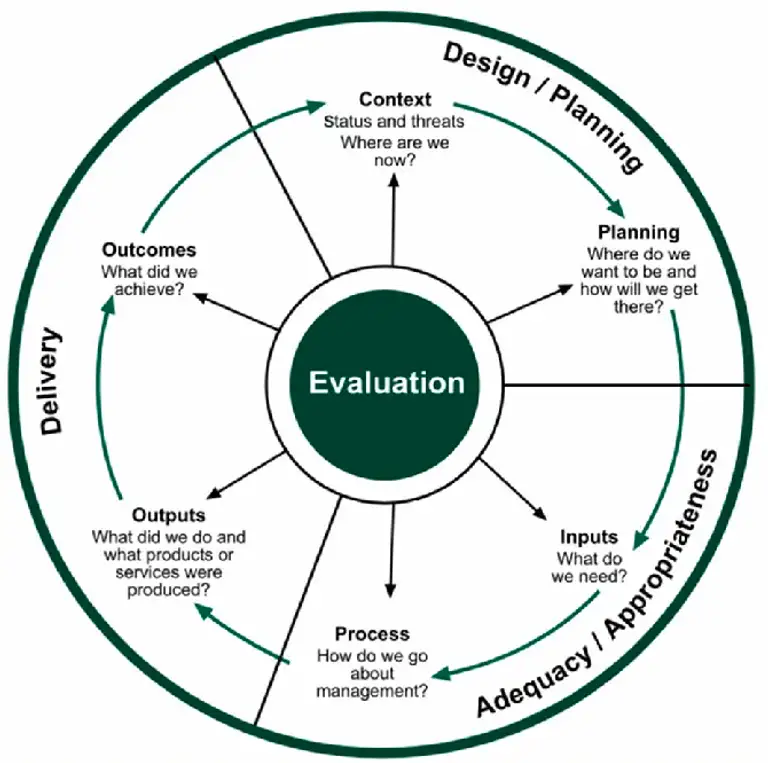 Design / Planning
Context
Status and threats
Where are we
now?
Planning
Where do we
want to be and
how will we get
there?
Outcomes
What did we
achieve?
Delivery
Evaluation
Outputs
What did we do and
what products or
services were
produced?
Inputs
What do
we need?
Process
How do we go
about
management?
Adequacy / Appropriateness